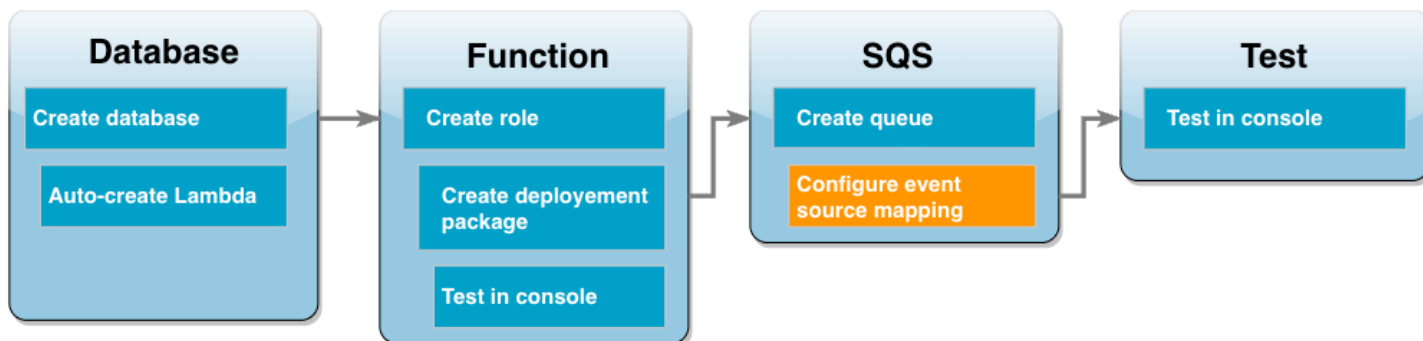 Database
Create database
Auto-create Lambda
Function
Create role
Create deployement
package
Test in console
SQS
Create queue
Configure event
source mapping
Test
Test in console